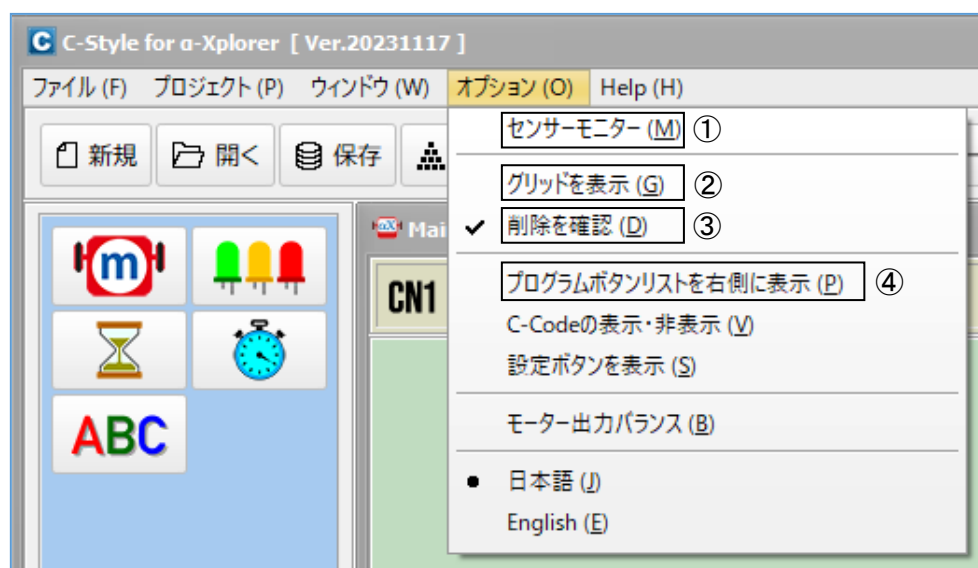 C C-Style for α-Xplorer [ Ver.20231117 ]
ファイル (F) プロジェクト (P) ウィンドウ (W) オプション (O) Help (H)
新規 開く 保存
センサーモニター (M) ①
グリッドを表示 (G) ②
✓ 削除を確認 (D) ③
プログラムボタンリストを右側に表示 (P) ④
C-Codeの表示・非表示 (V)
設定ボタンを表示 (S)
モーター出力バランス (B)
● 日本語 (J)
English (E)
m
αX Mai
CN1
ABC